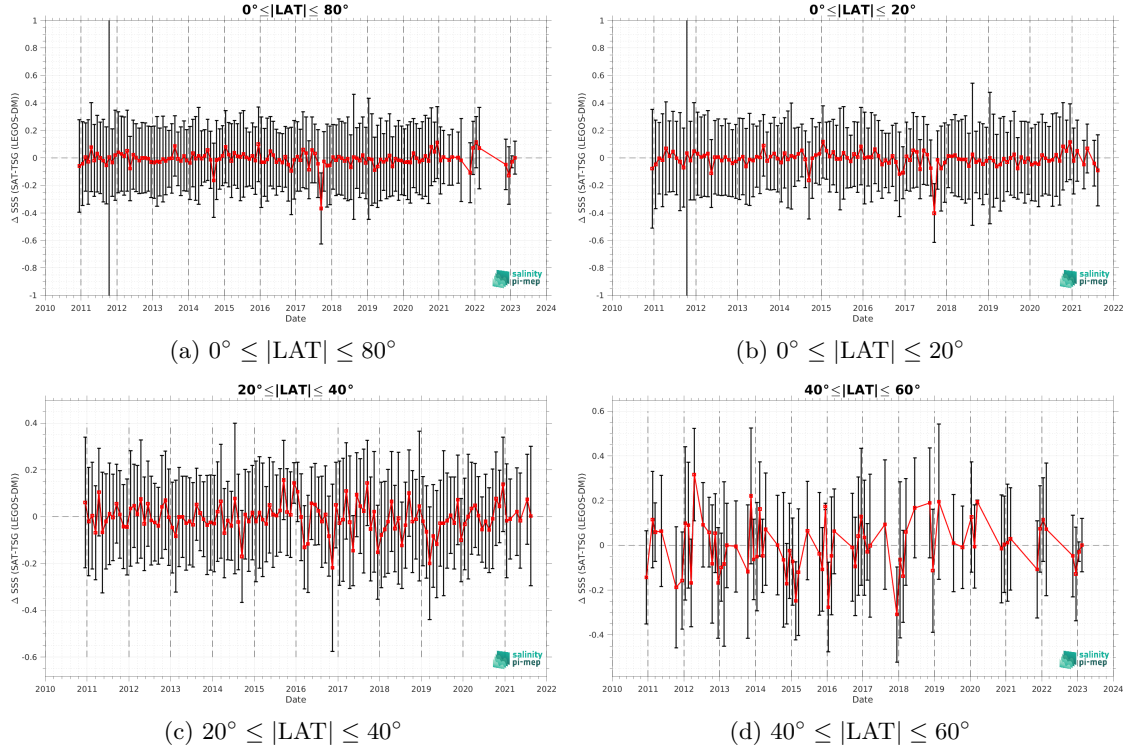 0°≤|LAT|≤ 80°
Δ SSS (SAT-TSG (LEGOS-DM))
1
0.8
0.6
0.4
0.2
0
-0.2
-0.4
-0.6
-0.8
-1
2010 2011 2012 2013 2014 2015 2016 2017 2018 2019 2020 2021 2022 2023 2024
Date
salinity
pi-mep
(a) 0° ≤ |LAT| ≤ 80°
0°≤|LAT|≤ 20°
Δ SSS (SAT-TSG (LEGOS-DM))
1
0.8
0.6
0.4
0.2
0
-0.2
-0.4
-0.6
-0.8
-1
2010 2011 2012 2013 2014 2015 2016 2017 2018 2019 2020 2021 2022
Date
salinity
pi-mep
(b) 0° ≤ |LAT| ≤ 20°
20°≤|LAT|≤ 40°
Δ SSS (SAT-TSG (LEGOS-DM))
0.4
0.2
0
-0.2
-0.4
-0.6
2010 2011 2012 2013 2014 2015 2016 2017 2018 2019 2020 2021 2022
Date
salinity
pi-mep
(c) 20° ≤ |LAT| ≤ 40°
40°≤|LAT|≤ 60°
Δ SSS (SAT-TSG (LEGOS-DM))
0.6
0.4
0.2
0
-0.2
-0.4
2010 2011 2012 2013 2014 2015 2016 2017 2018 2019 2020 2021 2022 2023 2024
Date
salinity
pi-mep
(d) 40° ≤ |LAT| ≤ 60°